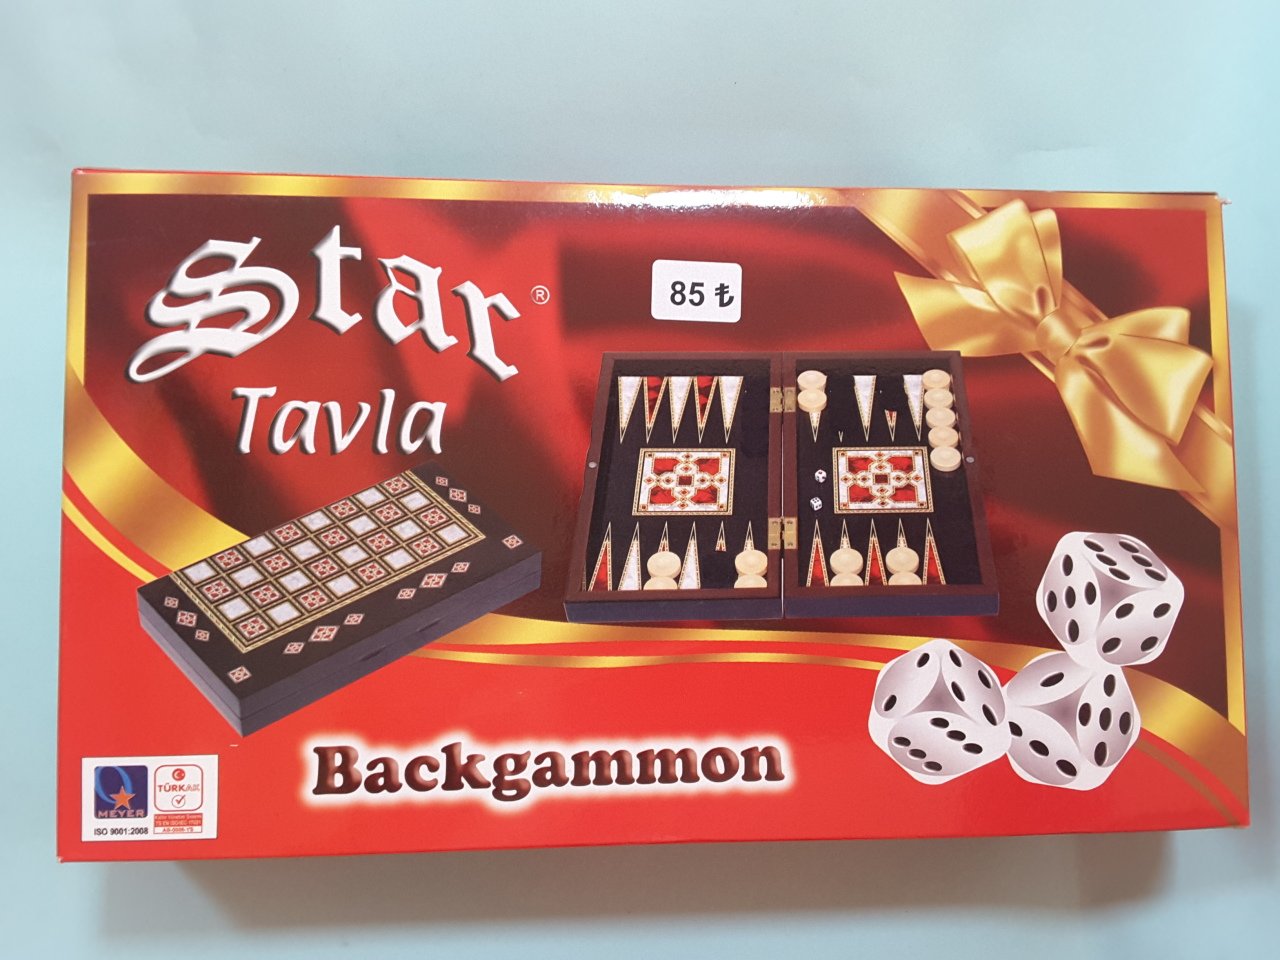 Star ®
85 ₺
Tavla
Backgammon
MEYER
ISO 9001:2008
TÜRKAK